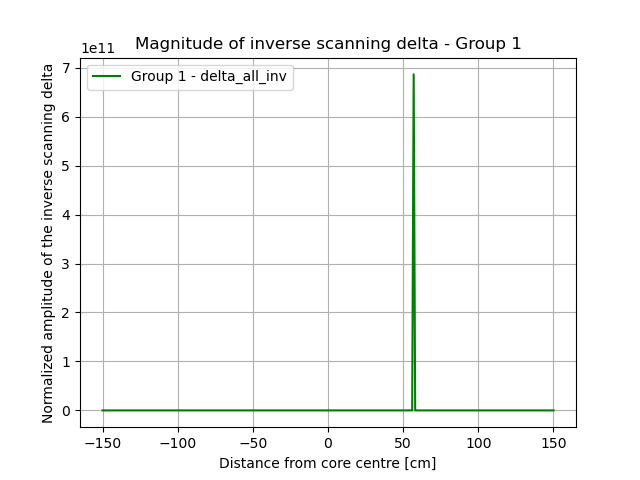 Magnitude of inverse scanning delta - Group 1
1e11
Group 1 - delta_all_inv
Normalized amplitude of the inverse scanning delta
7
6
5
4
3
2
1
0
−150 −100 −50 0 50 100 150
Distance from core centre [cm]